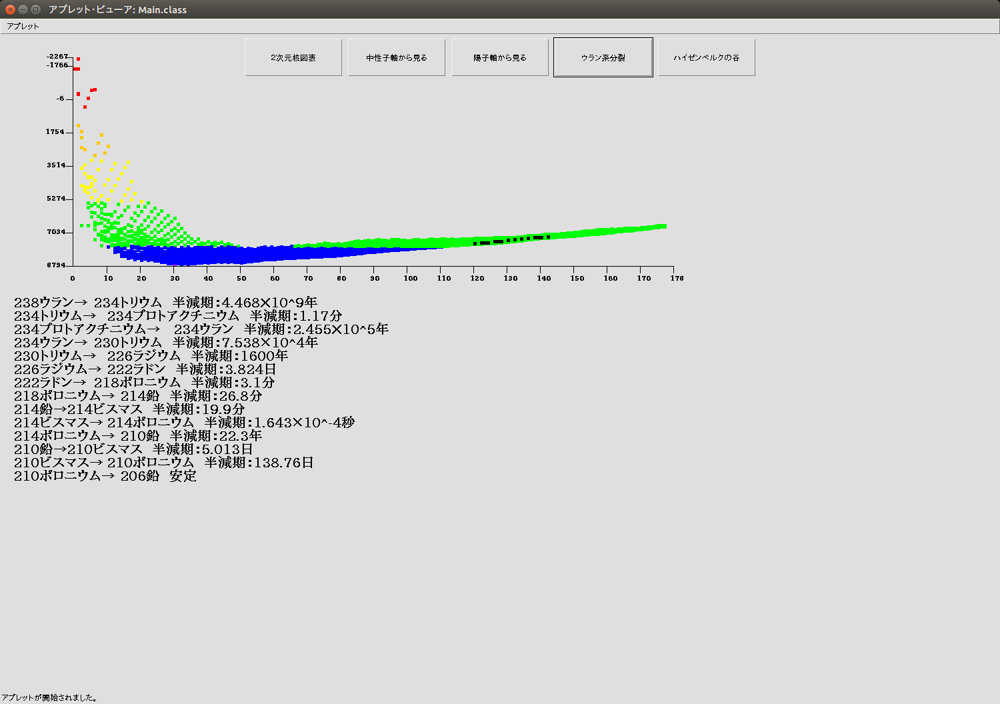 アプレット・ビューア: Main.class
アプレット
2次元核図表
中性子軸から見る
陽子軸から見る
ウラン系分裂
ハイゼンベルクの谷
-2267
-1766
-6
1754
3514
5274
7034
8794
0 10 20 30 40 50 60 70 80 90 100 110 120 130 140 150 160 170 178
238ウラン→ 234トリウム 半減期：4.468×10^9年
234トリウム→ 234プロトアクチニウム 半減期：1.17分
234プロトアクチニウム→ 234ウラン 半減期：2.455×10^5年
234ウラン→ 230トリウム 半減期：7.538×10^4年
230トリウム→ 226ラジウム 半減期：1600年
226ラジウム→ 222ラドン 半減期：3.824日
222ラドン→ 218ポロニウム 半減期：3.1分
218ポロニウム→ 214鉛 半減期：26.8分
214鉛→214ビスマス 半減期：19.9分
214ビスマス→ 214ポロニウム 半減期：1.643×10^-4秒
214ポロニウム→ 210鉛 半減期：22.3年
210鉛→210ビスマス 半減期：5.013日
210ビスマス→ 210ポロニウム 半減期：138.76日
210ポロニウム→ 206鉛 安定
アプレットが開始されました。